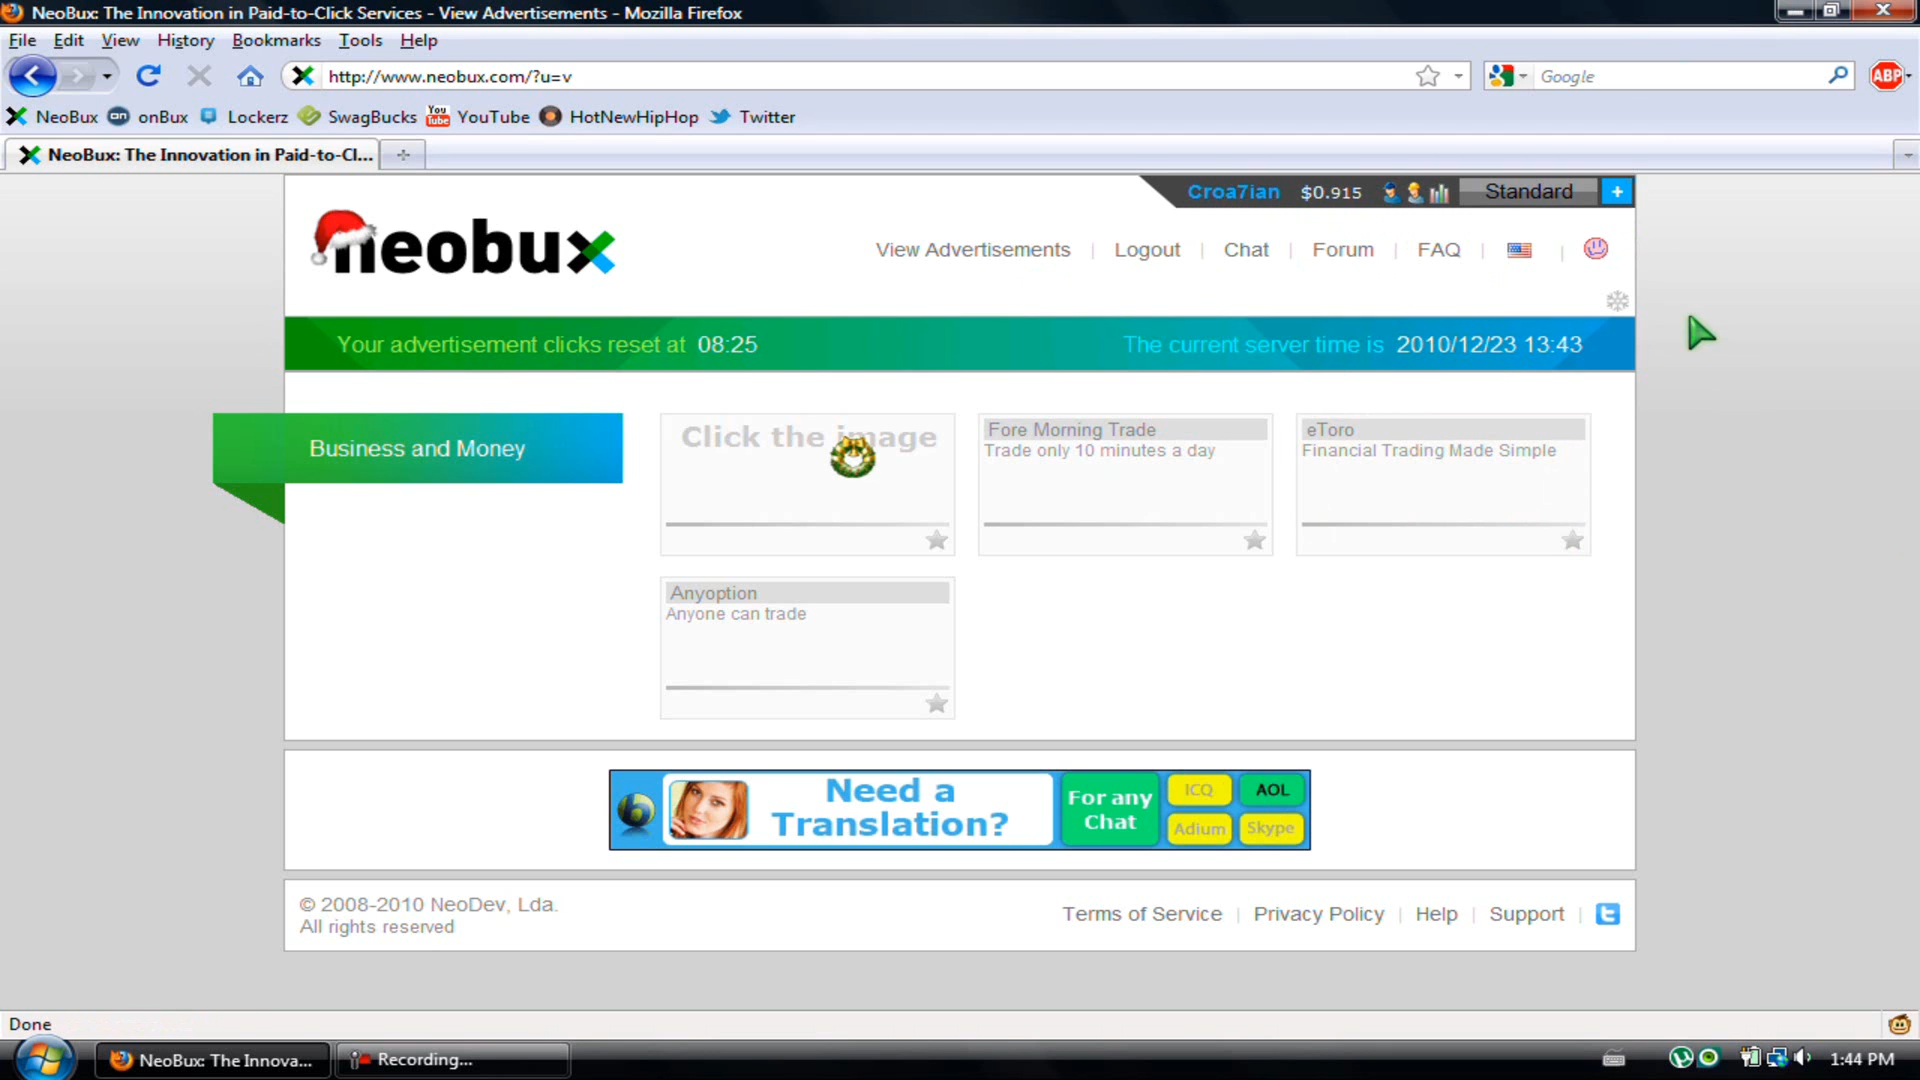 NeoBux: The Innovation in Paid-to-Click Services - View Advertisements - Mozilla Firefox
File Edit View History Bookmarks Tools Help
http://www.neobux.com/?u=v
Google
ABP
NeoBux on onBux Lockerz SwagBucks You Tube YouTube HotNewHipHop Twitter
NeoBux: The Innovation in Paid-to-Cl...
Croa7ian $0.915 Standard +
neobux
View Advertisements | Logout | Chat | Forum | FAQ
Your advertisement clicks reset at 08:25
The current server time is 2010/12/23 13:43
Business and Money
Click the image
Fore Morning Trade
Trade only 10 minutes a day
eToro
Financial Trading Made Simple
Anyoption
Anyone can trade
b
Need a
Translation?
For any
Chat
ICQ AOL
Adium Skype
© 2008-2010 NeoDev, Lda.
All rights reserved
Terms of Service | Privacy Policy | Help | Support
t
Done
NeoBux: The Innova...
Recording...
1:44 PM